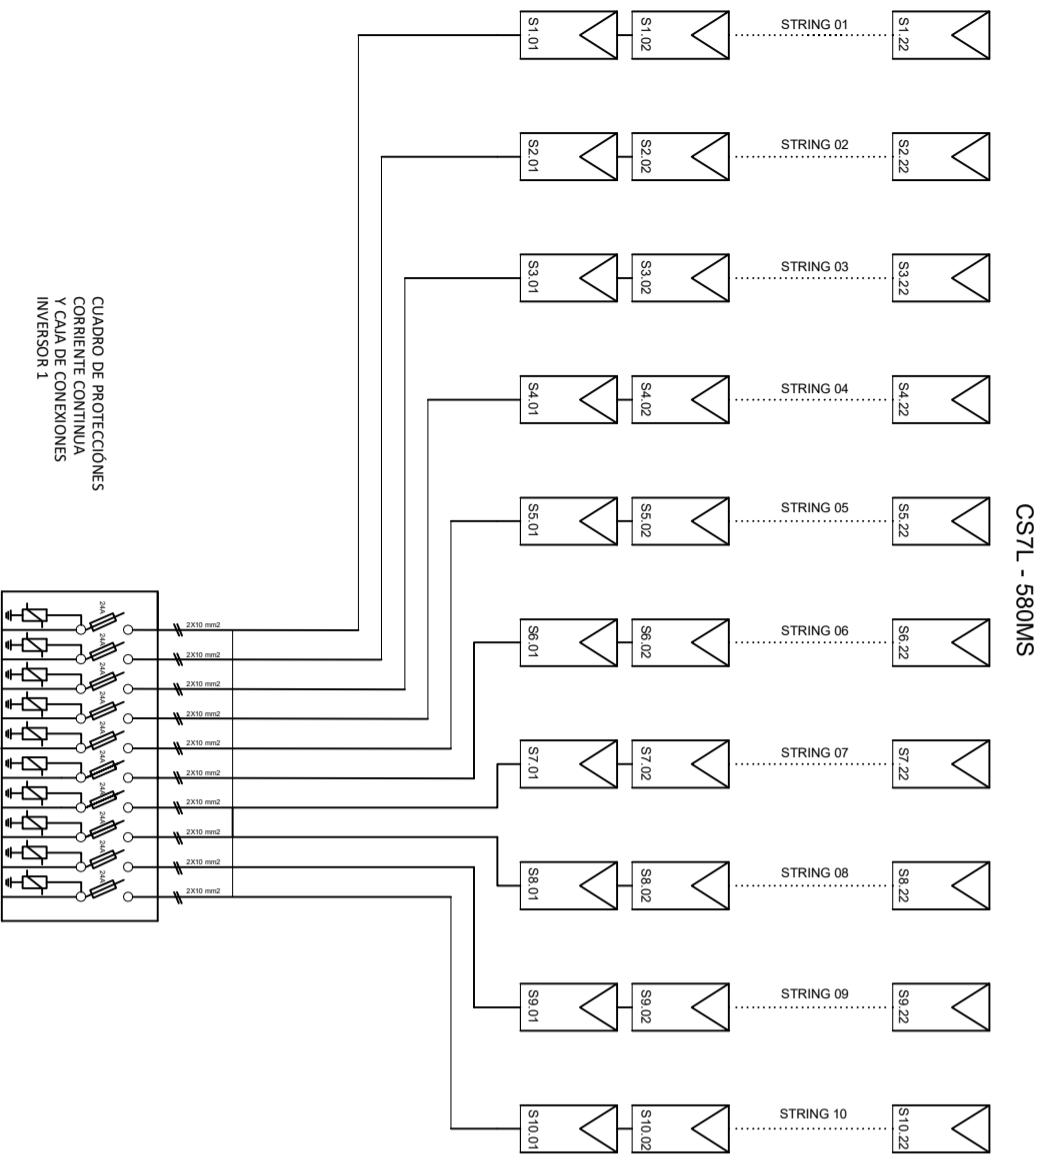 CS7L - 580MS
S1.01
S1.02
STRING 01
S1.22
S2.01
S2.02
STRING 02
S2.22
S3.01
S3.02
STRING 03
S3.22
S4.01
S4.02
STRING 04
S4.22
S5.01
S5.02
STRING 05
S5.22
S6.01
S6.02
STRING 06
S6.22
S7.01
S7.02
STRING 07
S7.22
S8.01
S8.02
STRING 08
S8.22
S9.01
S9.02
STRING 09
S9.22
S10.01
S10.02
STRING 10
S10.22
CUADRO DE PROTECCIÓNES
CORRIENTE CONTINUA
Y CAJA DE CONEXIONES
INVERSOR 1
24A
2X10 mm2
24A
2X10 mm2
24A
2X10 mm2
24A
2X10 mm2
24A
2X10 mm2
24A
2X10 mm2
24A
2X10 mm2
24A
2X10 mm2
24A
2X10 mm2
24A
2X10 mm2